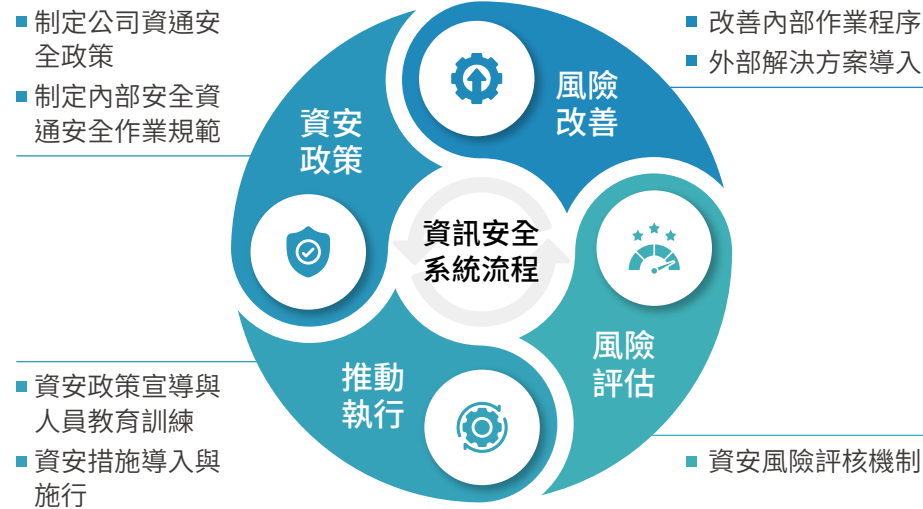 制定公司資通安
全政策
制定內部安全資
通安全作業規範
改善內部作業程序
外部解決方案導入
風險
改善
資安
政策
資訊安全
系統流程
風險
評估
推動
執行
資安政策宣導與
人員教育訓練
資安措施導入與
施行
資安風險評核機制